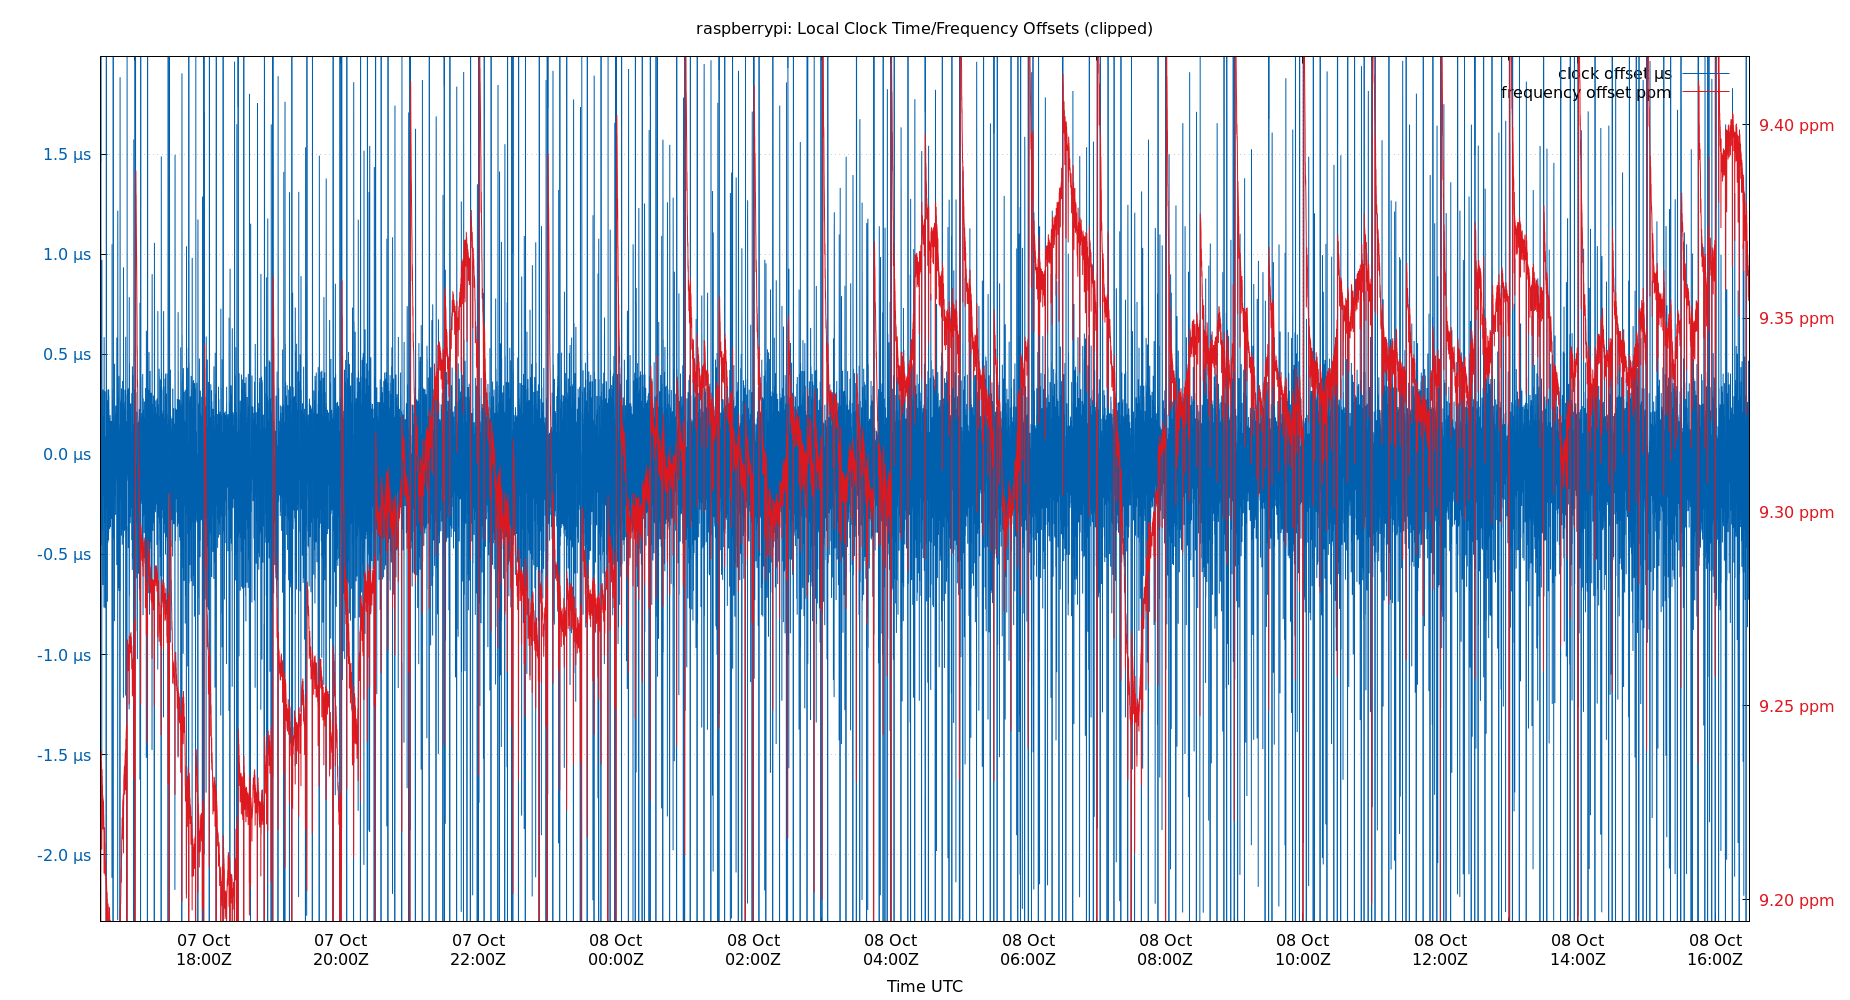 raspberrypi: Local Clock Time/Frequency Offsets (clipped)
clock offset µs
frequency offset ppm
1.5 µs
1.0 µs
0.5 µs
0.0 µs
-0.5 µs
-1.0 µs
-1.5 µs
-2.0 µs
9.40 ppm
9.35 ppm
9.30 ppm
9.25 ppm
9.20 ppm
07 Oct
18:00Z
07 Oct
20:00Z
07 Oct
22:00Z
08 Oct
00:00Z
08 Oct
02:00Z
08 Oct
04:00Z
08 Oct
06:00Z
08 Oct
08:00Z
08 Oct
10:00Z
08 Oct
12:00Z
08 Oct
14:00Z
08 Oct
16:00Z
Time UTC